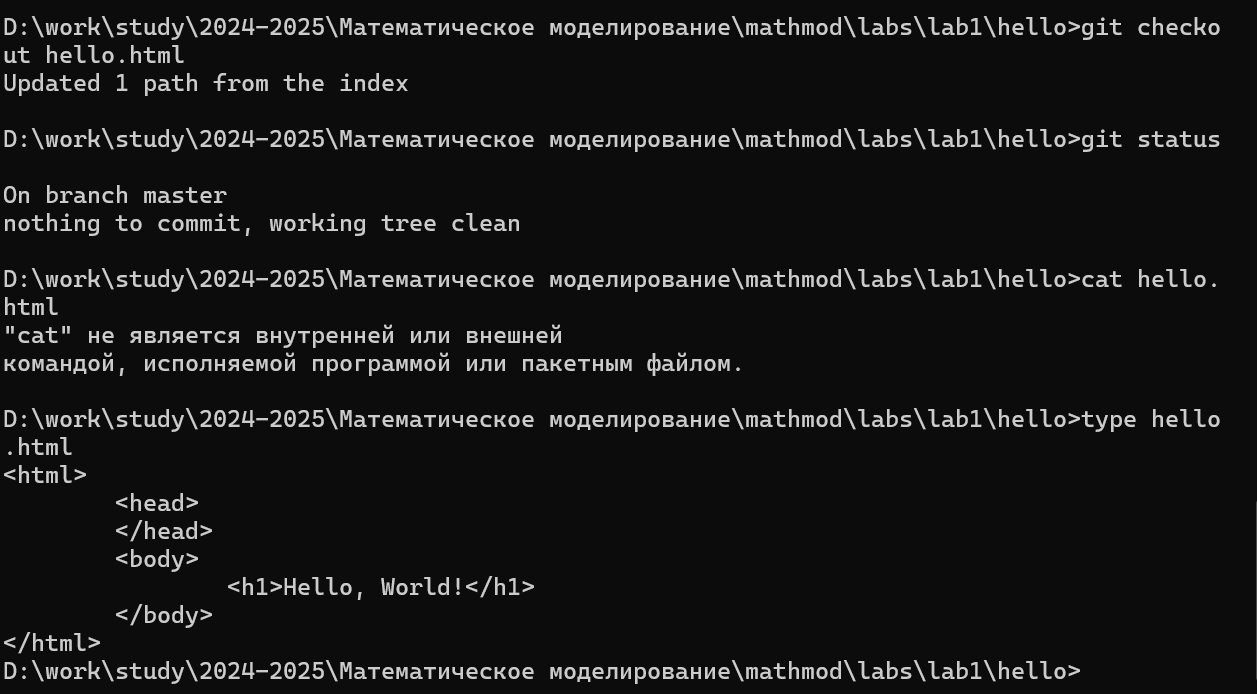 D:\work\study\2024-2025\Математическое моделирование\mathmod\labs\lab1\hello>git checko
ut hello.html
Updated 1 path from the index
D:\work\study\2024-2025\Математическое моделирование\mathmod\labs\lab1\hello>git status
On branch master
nothing to commit, working tree clean
D:\work\study\2024-2025\Математическое моделирование\mathmod\labs\lab1\hello>cat hello.
html
"cat" не является внутренней или внешней
командой, исполняемой программой или пакетным файлом.
D:\work\study\2024-2025\Математическое моделирование\mathmod\labs\lab1\hello>type hello
.html
<html>
        <head>
        </head>
        <body>
                <h1>Hello, World!</h1>
        </body>
</html>
D:\work\study\2024-2025\Математическое моделирование\mathmod\labs\lab1\hello>